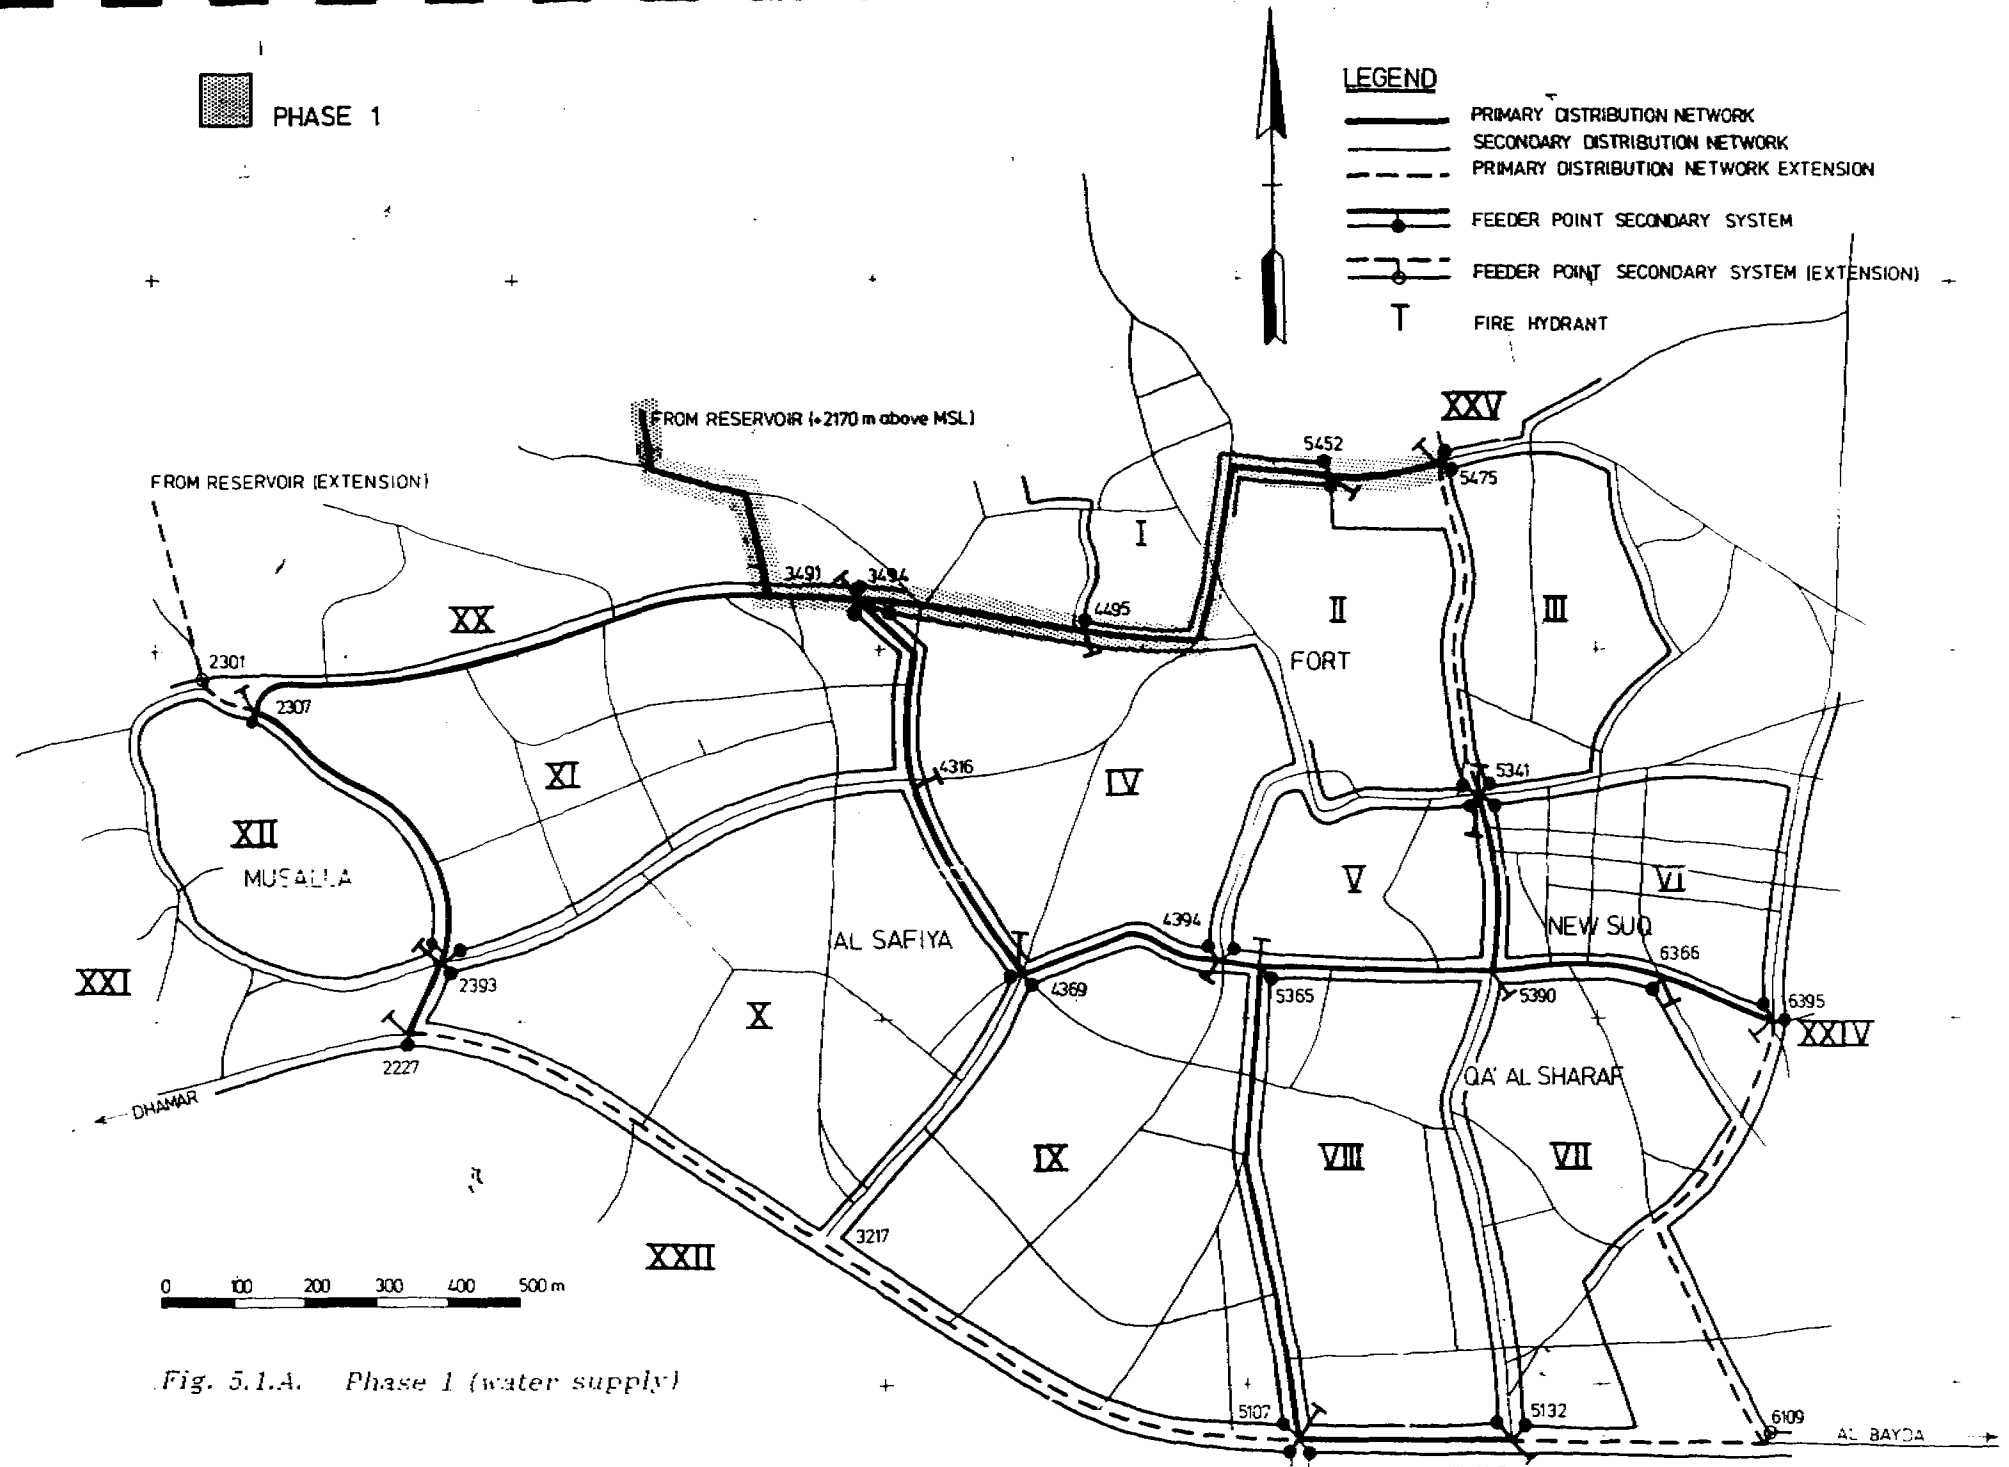 PHASE 1
LEGEND
PRIMARY DISTRIBUTION NETWORK
SECONDARY DISTRIBUTION NETWORK
PRIMARY DISTRIBUTION NETWORK EXTENSION
FEEDER POINT SECONDARY SYSTEM
FEEDER POINT SECONDARY SYSTEM (EXTENSION)
T FIRE HYDRANT
XXV
FROM RESERVOIR (+2170 m above MSL)
5452
5475
FROM RESERVOIR (EXTENSION)
I
3491
3494
4495
II
III
XX
FORT
2301
2307
XI
4316
IV
5341
XII
MUSALLA
V
VI
4394
NEW SUQ
AL SAFIYA
6366
XXI
2393
4369
5365
5390
6395
X
XXIV
2227
QA' AL SHARAF
DHAMAR
IX
VIII
VII
3217
XXII
0 100 200 300 400 500 m
Fig. 5.1.A. Phase 1 (water supply)
5107
5132
6109
AL BAYDA